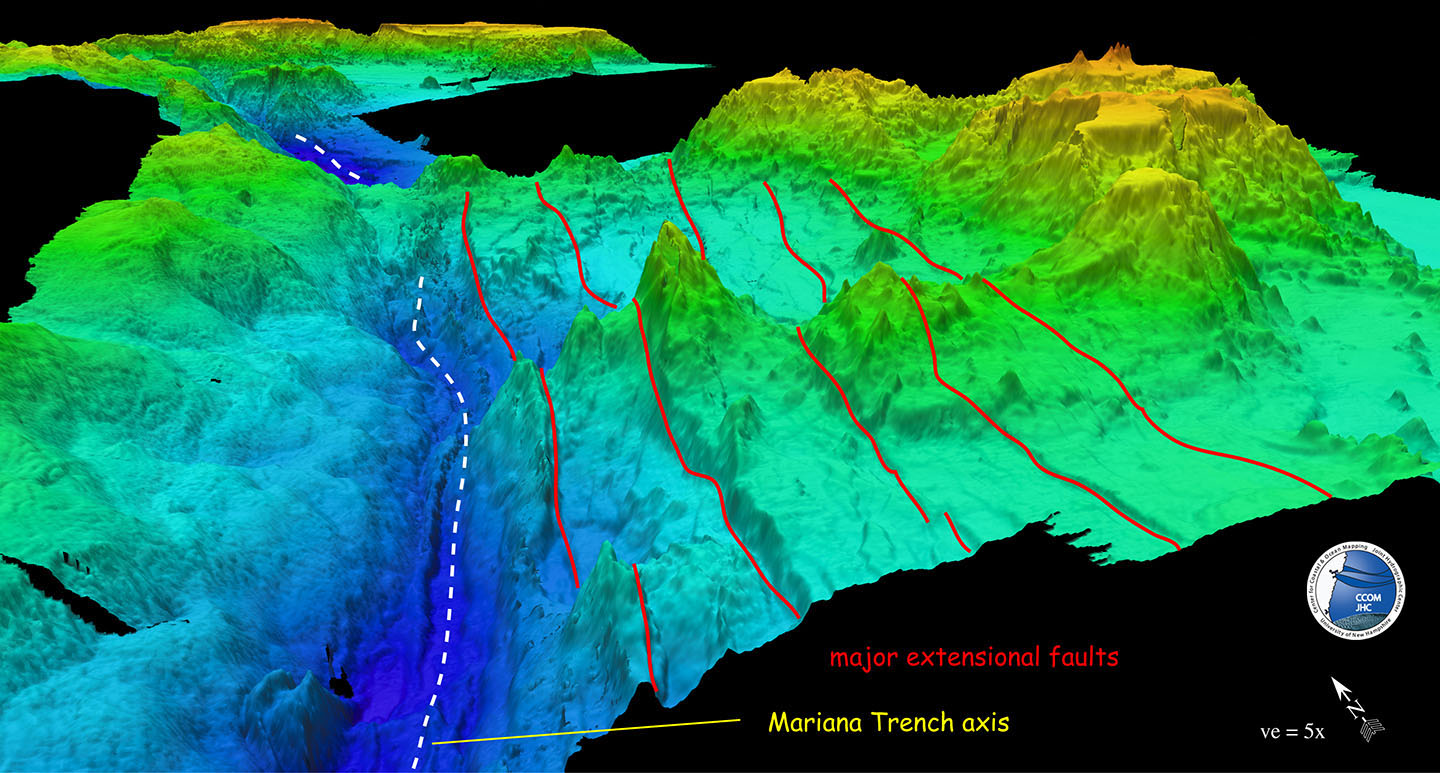 Center for Coastal & Ocean Mapping Joint Hydrographic Center
CCOM
JHC
University of New Hampshire
major extensional faults
N
Mariana Trench axis
ve = 5x